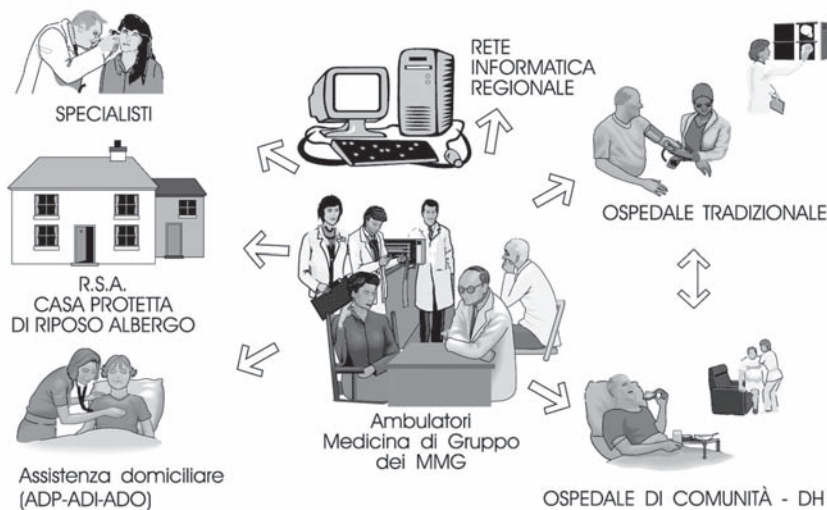 SPECIALISTI
RETE
INFORMATICA
REGIONALE
OSPEDALE TRADIZIONALE
R.S.A.
CASA PROTETTA
DI RIPOSO ALBERGO
Ambulatori
Medicina di Gruppo
dei MMG
Assistenza domiciliare
(ADP-ADI-ADO)
OSPEDALE DI COMUNITÀ - DH